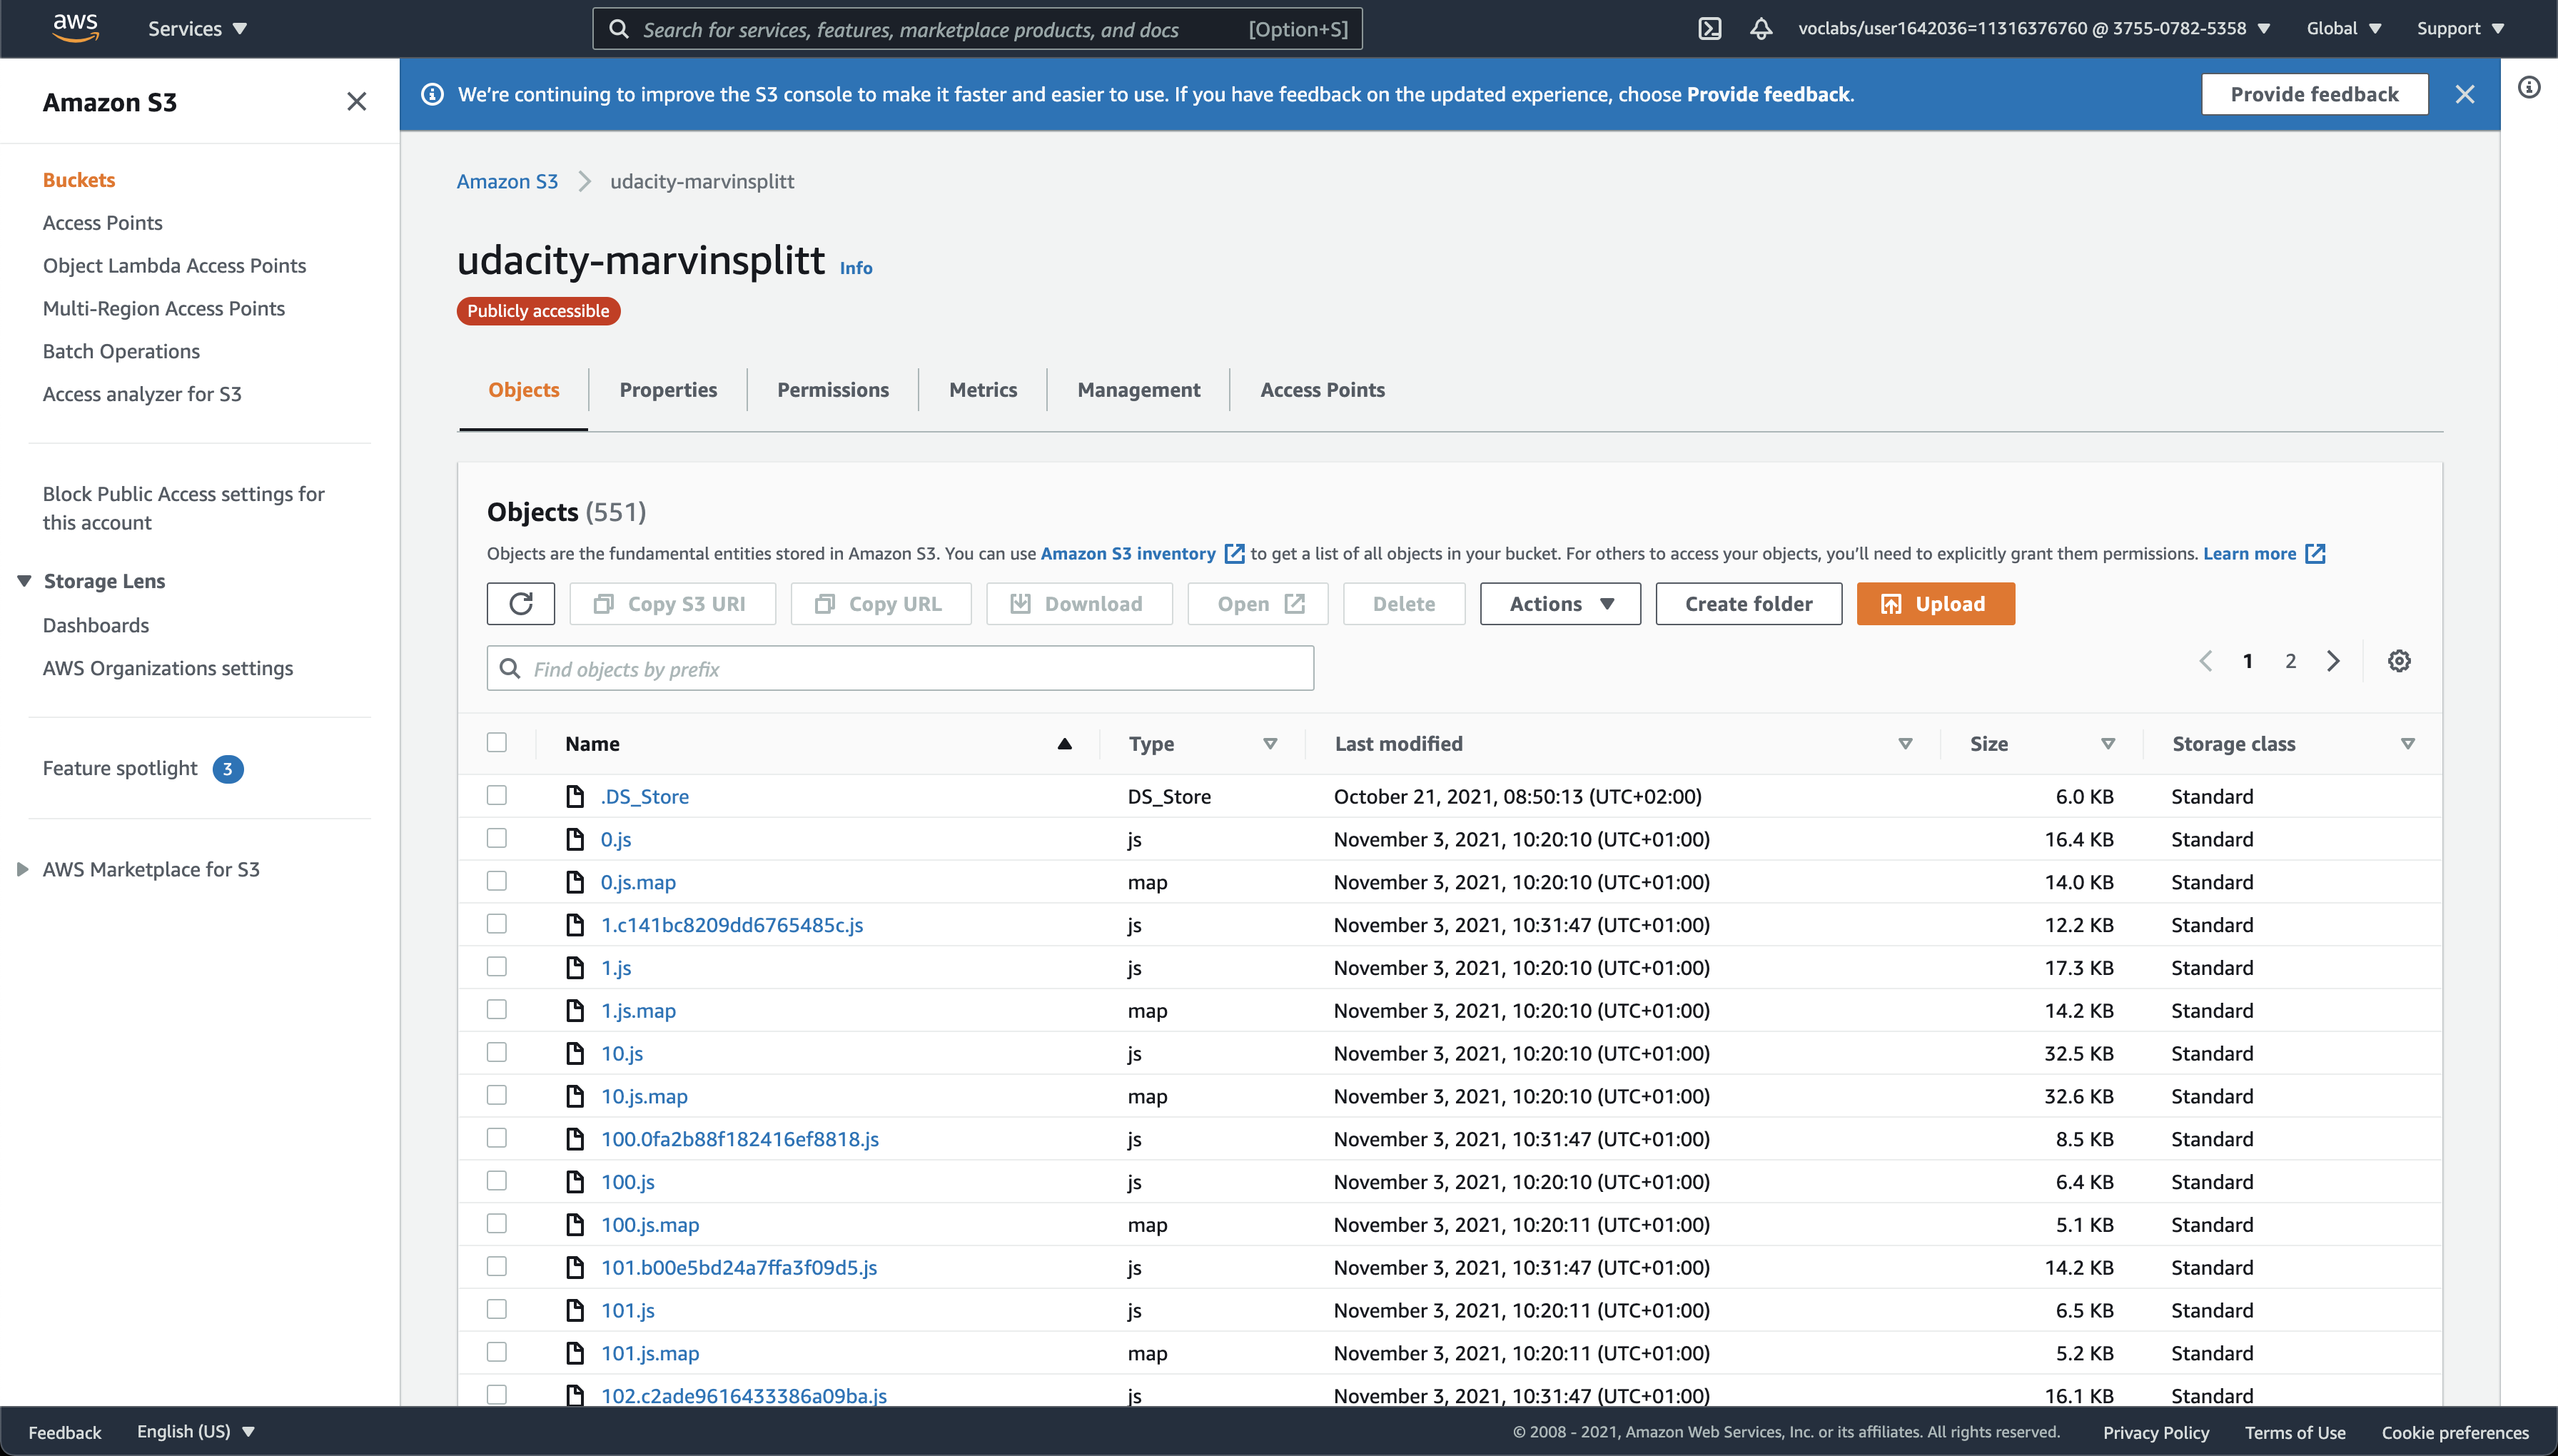 aws
Services
Search for services, features, marketplace products, and docs [Option+S]
voclabs/user1642036=11316376760 @ 3755-0782-5358
Global
Support
Amazon S3
We're continuing to improve the S3 console to make it faster and easier to use. If you have feedback on the updated experience, choose Provide feedback.
Provide feedback
Buckets
Access Points
Object Lambda Access Points
Multi-Region Access Points
Batch Operations
Access analyzer for S3
Block Public Access settings for
this account
Storage Lens
Dashboards
AWS Organizations settings
Feature spotlight 3
AWS Marketplace for S3
Amazon S3 udacity-marvinsplitt
udacity-marvinsplitt Info
Publicly accessible
Objects Properties Permissions Metrics Management Access Points
Objects (551)
Objects are the fundamental entities stored in Amazon S3. You can use Amazon S3 inventory to get a list of all objects in your bucket. For others to access your objects, you'll need to explicitly grant them permissions. Learn more
Copy S3 URI Copy URL Download Open Delete Actions Create folder Upload
Find objects by prefix
1 2
Name Type Last modified Size Storage class
.DS_Store DS_Store October 21, 2021, 08:50:13 (UTC+02:00) 6.0 KB Standard
0.js js November 3, 2021, 10:20:10 (UTC+01:00) 16.4 KB Standard
0.js.map map November 3, 2021, 10:20:10 (UTC+01:00) 14.0 KB Standard
1.c141bc8209dd6765485c.js js November 3, 2021, 10:31:47 (UTC+01:00) 12.2 KB Standard
1.js js November 3, 2021, 10:20:10 (UTC+01:00) 17.3 KB Standard
1.js.map map November 3, 2021, 10:20:10 (UTC+01:00) 14.2 KB Standard
10.js js November 3, 2021, 10:20:10 (UTC+01:00) 32.5 KB Standard
10.js.map map November 3, 2021, 10:20:10 (UTC+01:00) 32.6 KB Standard
100.0fa2b88f182416ef8818.js js November 3, 2021, 10:31:47 (UTC+01:00) 8.5 KB Standard
100.js js November 3, 2021, 10:20:10 (UTC+01:00) 6.4 KB Standard
100.js.map map November 3, 2021, 10:20:11 (UTC+01:00) 5.1 KB Standard
101.b00e5bd24a7ffa3f09d5.js js November 3, 2021, 10:31:47 (UTC+01:00) 14.2 KB Standard
101.js js November 3, 2021, 10:20:11 (UTC+01:00) 6.5 KB Standard
101.js.map map November 3, 2021, 10:20:11 (UTC+01:00) 5.2 KB Standard
102.c2ade9616433386a09ba.js js November 3, 2021, 10:31:47 (UTC+01:00) 16.1 KB Standard
Feedback English (US) © 2008 - 2021, Amazon Web Services, Inc. or its affiliates. All rights reserved. Privacy Policy Terms of Use Cookie preferences